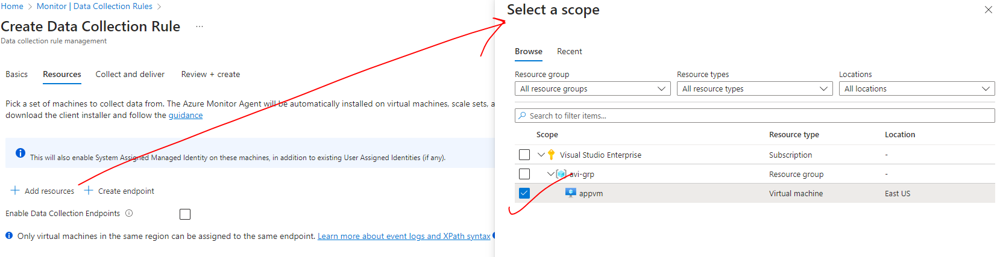 Home > Monitor | Data Collection Rules >
Create Data Collection Rule ...
Data collection rule management
Basics Resources Collect and deliver Review + create
Pick a set of machines to collect data from. The Azure Monitor Agent will be automatically installed on virtual machines, scale sets, a
download the client installer and follow the guidance
This will also enable System Assigned Managed Identity on these machines, in addition to existing User Assigned Identities (if any).
+ Add resources + Create endpoint
Enable Data Collection Endpoints
Only virtual machines in the same region can be assigned to the same endpoint. Learn more about event logs and XPath syntax
Select a scope
Browse Recent
Resource group Resource types Locations
All resource groups All resource types All locations
Search to filter items...
Scope Resource type Location
Visual Studio Enterprise Subscription -
avi-grp Resource group -
appvm Virtual machine East US